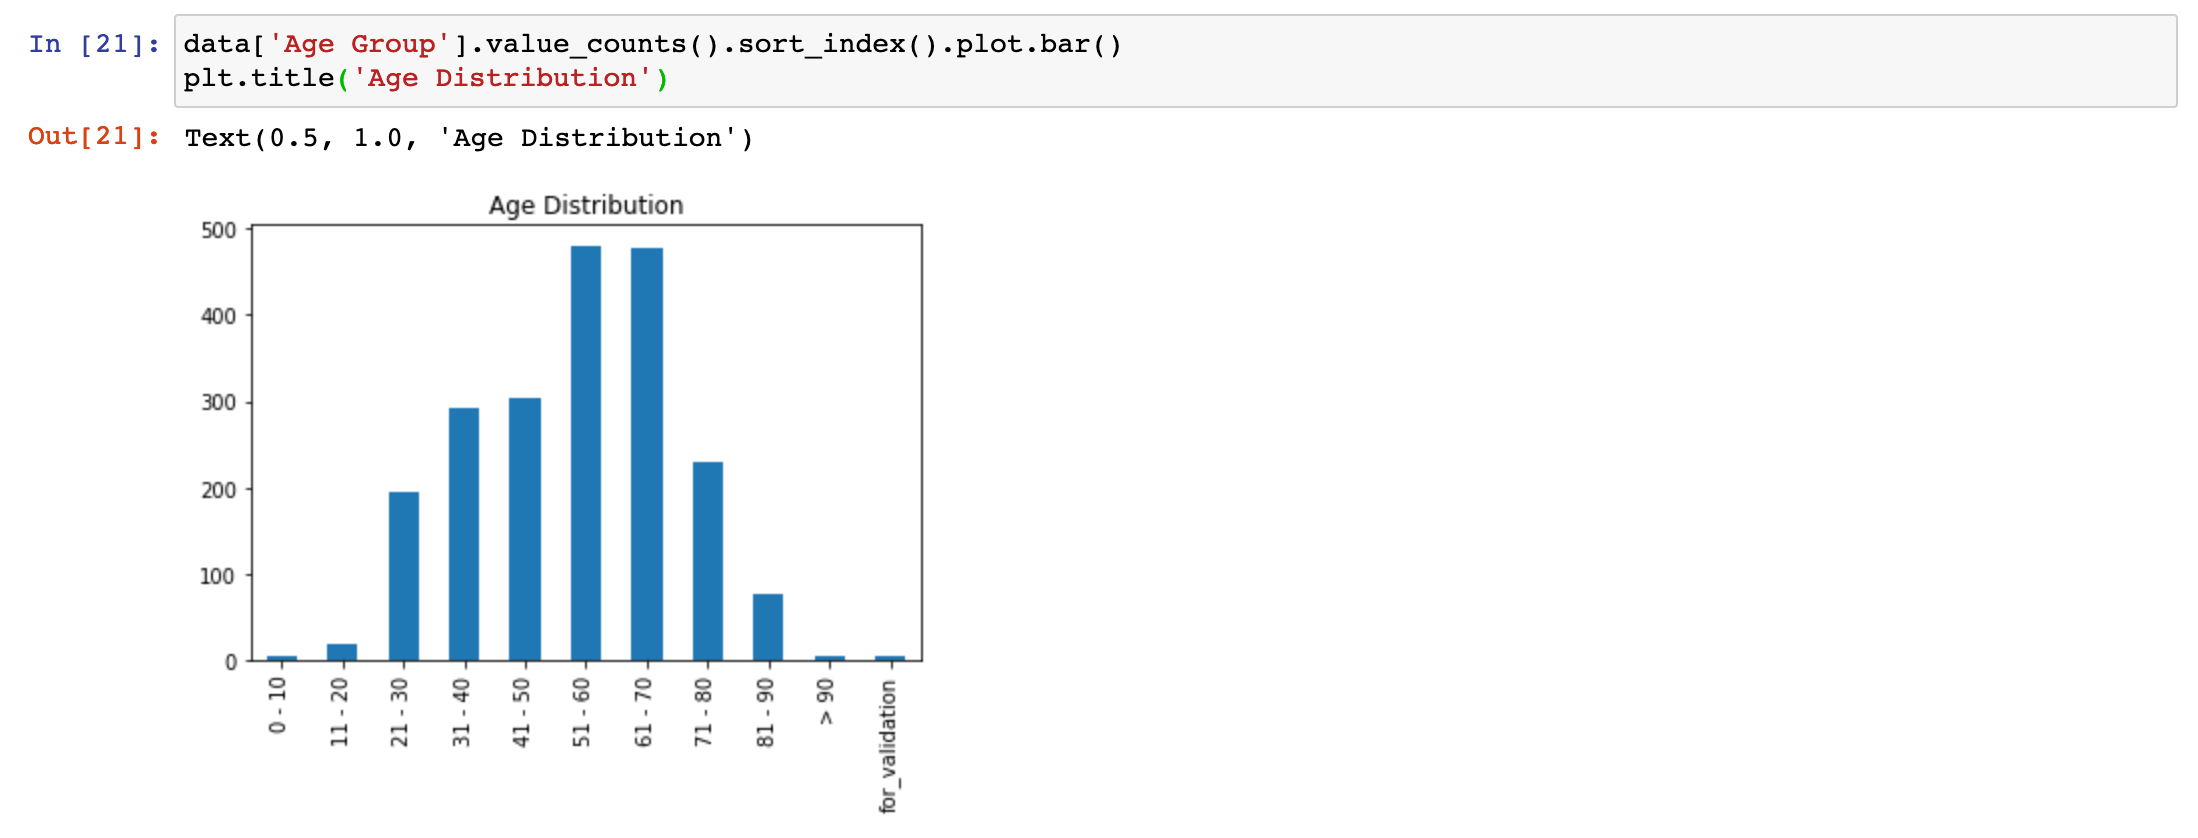 In [21]: data['Age Group'].value_counts().sort_index().plot.bar()
plt.title('Age Distribution')
Out[21]: Text(0.5, 1.0, 'Age Distribution')
Age Distribution
500
400
300
200
100
0
0 - 10
11 - 20
21 - 30
31 - 40
41 - 50
51 - 60
61 - 70
71 - 80
81 - 90
> 90
for_validation